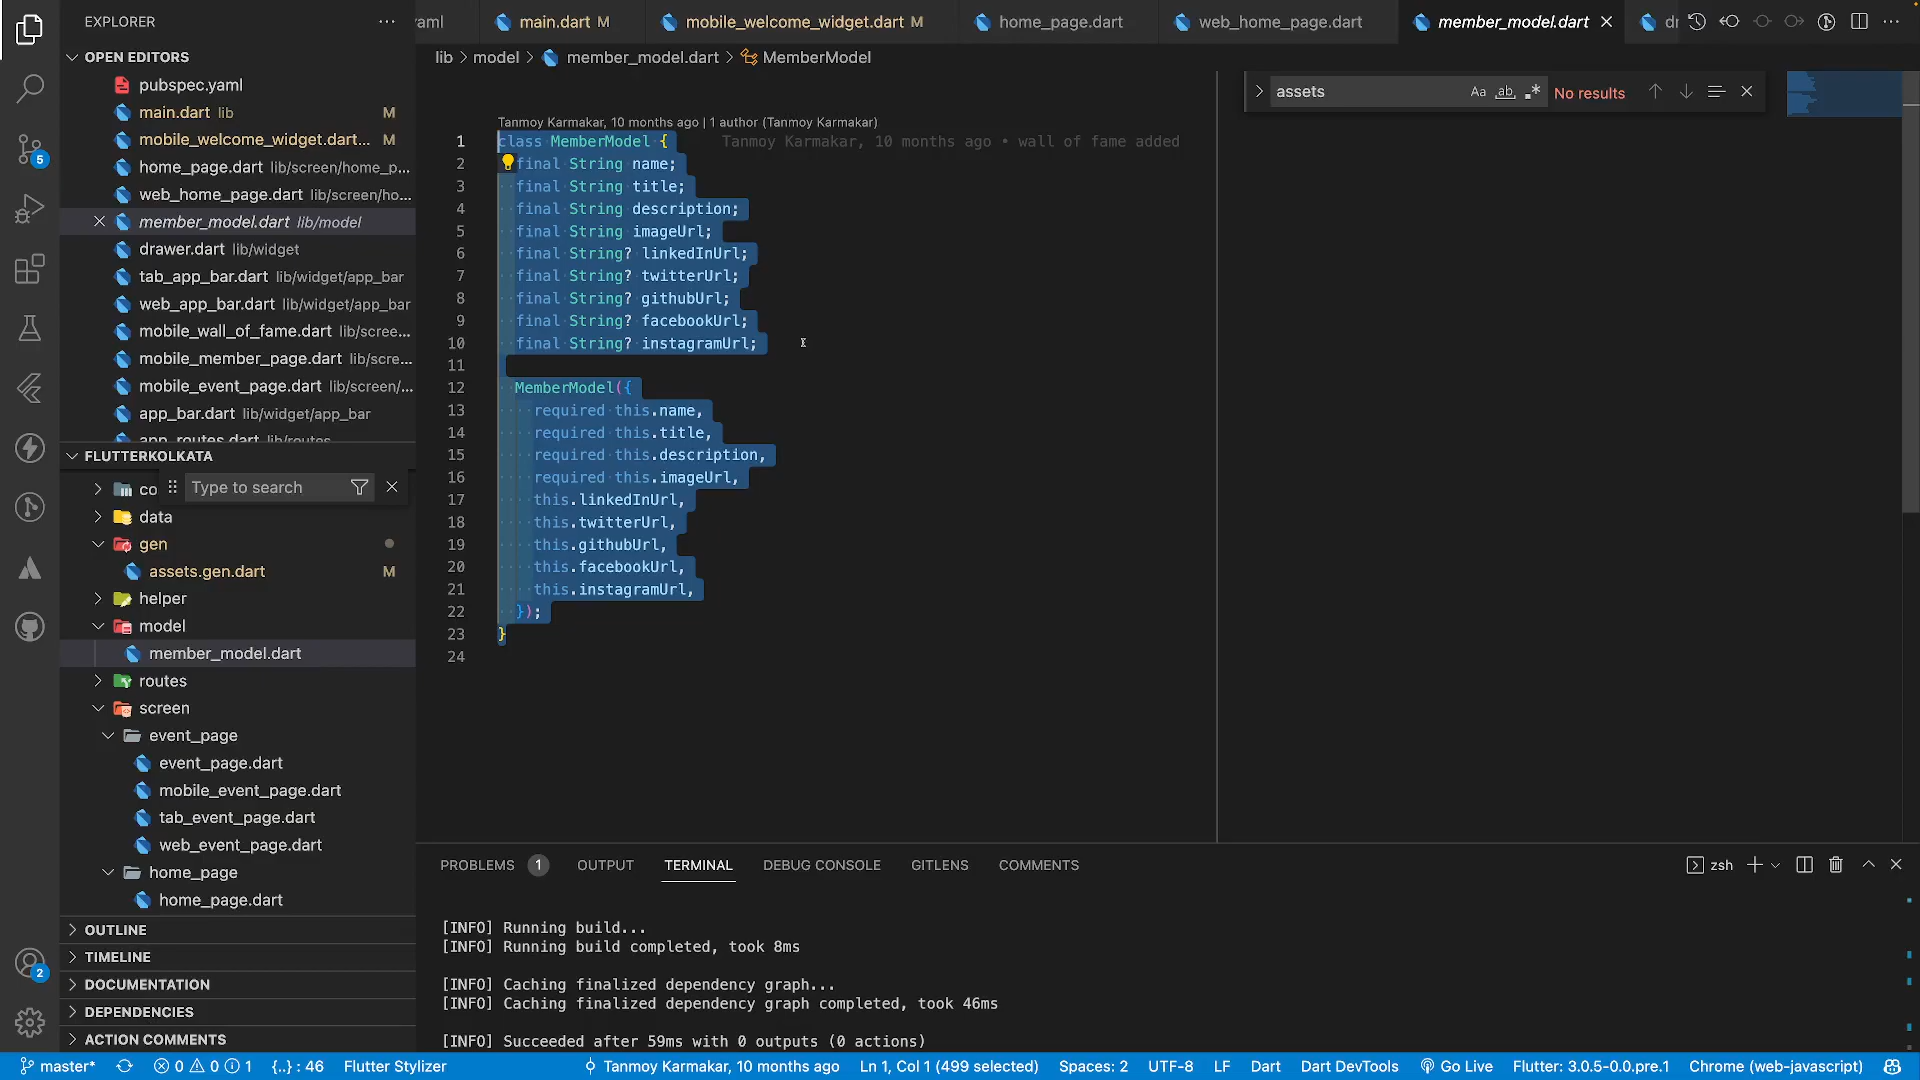 EXPLORER
OPEN EDITORS
pubspec.yaml
main.dart lib M
mobile_welcome_widget.dart... M
home_page.dart lib/screen/home_p...
web_home_page.dart lib/screen/ho...
member_model.dart lib/model
drawer.dart lib/widget
tab_app_bar.dart lib/widget/app_bar
web_app_bar.dart lib/widget/app_bar
mobile_wall_of_fame.dart lib/scree...
mobile_member_page.dart lib/scre...
mobile_event_page.dart lib/screen/...
app_bar.dart lib/widget/app_bar
app_routes.dart lib/routes
FLUTTERKOLKATA
co
Type to search
data
gen
assets.gen.dart M
helper
model
member_model.dart
routes
screen
event_page
event_page.dart
mobile_event_page.dart
tab_event_page.dart
web_event_page.dart
home_page
home_page.dart
OUTLINE
TIMELINE
DOCUMENTATION
DEPENDENCIES
ACTION COMMENTS
5
2
yaml
main.dart M
mobile_welcome_widget.dart M
home_page.dart
web_home_page.dart
member_model.dart
dr
lib > model > member_model.dart > MemberModel
assets Aa ab No results
Tanmoy Karmakar, 10 months ago | 1 author (Tanmoy Karmakar)
1 class MemberModel { Tanmoy Karmakar, 10 months ago • wall of fame added
2 final String name;
3 final String title;
4 final String description;
5 final String imageUrl;
6 final String? linkedInUrl;
7 final String? twitterUrl;
8 final String? githubUrl;
9 final String? facebookUrl;
10 final String? instagramUrl;
11
12 MemberModel({
13 required this.name,
14 required this.title,
15 required this.description,
16 required this.imageUrl,
17 this.linkedInUrl,
18 this.twitterUrl,
19 this.githubUrl,
20 this.facebookUrl,
21 this.instagramUrl,
22 });
23 }
24
PROBLEMS 1 OUTPUT TERMINAL DEBUG CONSOLE GITLENS COMMENTS
zsh
[INFO] Running build...
[INFO] Running build completed, took 8ms
[INFO] Caching finalized dependency graph...
[INFO] Caching finalized dependency graph completed, took 46ms
[INFO] Succeeded after 59ms with 0 outputs (0 actions)
master* 0 0 1 {..} : 46 Flutter Stylizer Tanmoy Karmakar, 10 months ago Ln 1, Col 1 (499 selected) Spaces: 2 UTF-8 LF Dart Dart DevTools Go Live Flutter: 3.0.5-0.0.pre.1 Chrome (web-javascript)